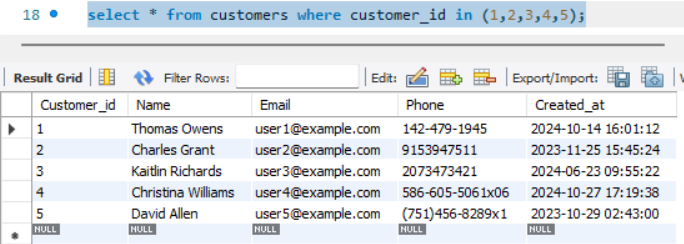 18 select * from customers where customer_id in (1,2,3,4,5);
Result Grid Filter Rows: Edit: Export/Import:
Customer_id Name Email Phone Created_at
1 Thomas Owens user1@example.com 142-479-1945 2024-10-14 16:01:12
2 Charles Grant user2@example.com 9153947511 2023-11-25 15:45:24
3 Kaitlin Richards user3@example.com 2073473421 2024-06-23 09:55:22
4 Christina Williams user4@example.com 586-605-5061x06 2024-10-27 17:19:38
5 David Allen user5@example.com (751)456-8289x1 2023-10-29 02:43:00
NULL NULL NULL NULL NULL